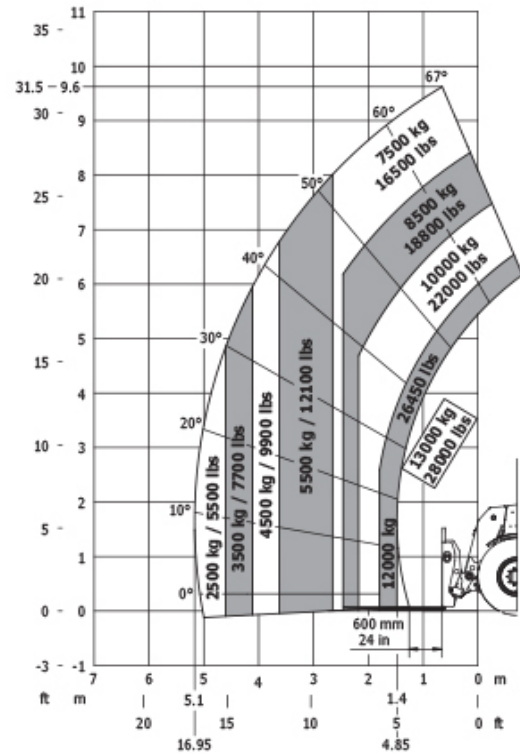 11
35
10
31.5 - 9.6
67°
30
60°
9
7500 kg
16500 lbs
8
50°
25
8500 kg
18800 lbs
7
10000 kg
22000 lbs
40°
20
6
5
30°
15
26450 lbs
4
5500 kg / 12100 lbs
13000 kg
28000 lbs
20°
10
3
4500 kg / 9900 lbs
3500 kg / 7700 lbs
2500 kg / 5500 lbs
2
10°
5
1
12000 kg
0°
0 - 0
600 mm
24 in
-3 - -1
7 6 5 4 3 2 1 0 m
ft m 5.1 1.4
20 15 10 5 0 ft
16.95 4.85